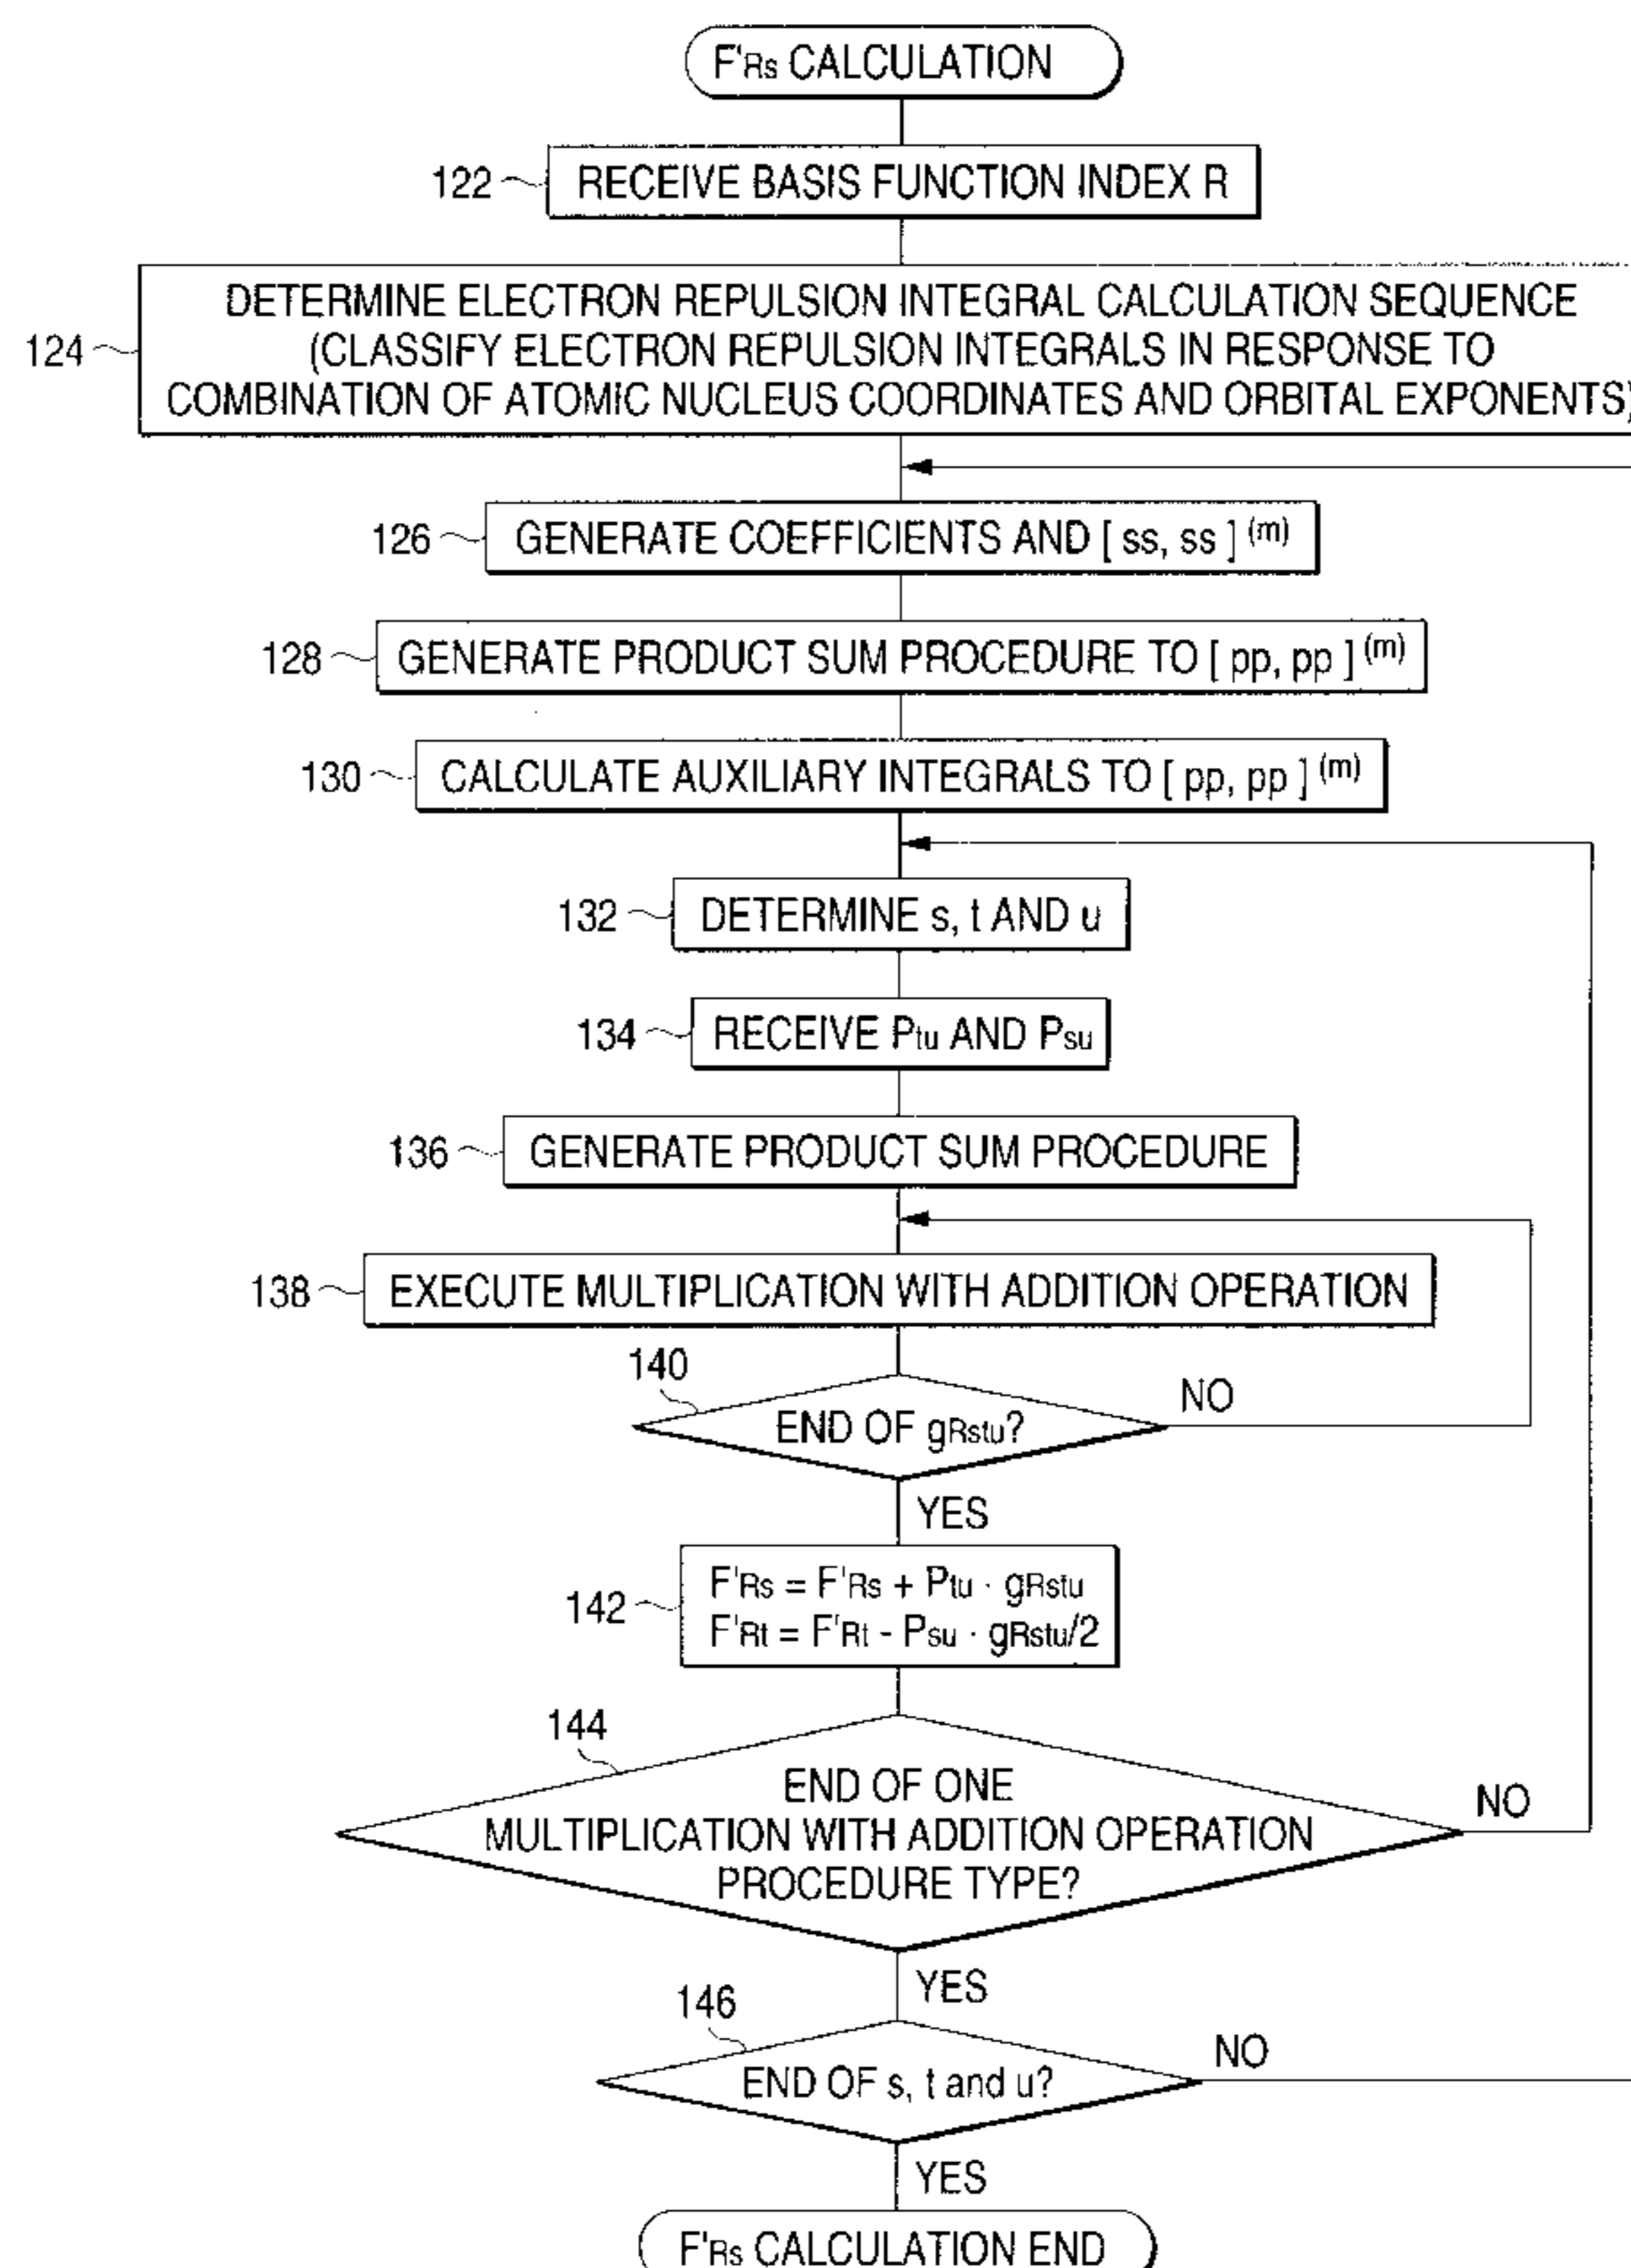 F'Rs CALCULATION
122
RECEIVE BASIS FUNCTION INDEX R
124
DETERMINE ELECTRON REPULSION INTEGRAL CALCULATION SEQUENCE
(CLASSIFY ELECTRON REPULSION INTEGRALS IN RESPONSE TO
COMBINATION OF ATOMIC NUCLEUS COORDINATES AND ORBITAL EXPONENTS)
126
GENERATE COEFFICIENTS AND [ ss, ss ] (m)
128
GENERATE PRODUCT SUM PROCEDURE TO [ pp, pp ] (m)
130
CALCULATE AUXILIARY INTEGRALS TO [ pp, pp ] (m)
132
DETERMINE s, t AND u
134
RECEIVE Ptu AND Psu
136
GENERATE PRODUCT SUM PROCEDURE
138
EXECUTE MULTIPLICATION WITH ADDITION OPERATION
140
END OF gRstu?
NO
YES
142
F'Rs = F'Rs + Ptu · gRstu
F'Rt = F'Rt - Psu · gRstu/2
144
END OF ONE
MULTIPLICATION WITH ADDITION OPERATION
PROCEDURE TYPE?
NO
YES
146
END OF s, t and u?
NO
YES
F'Rs CALCULATION END